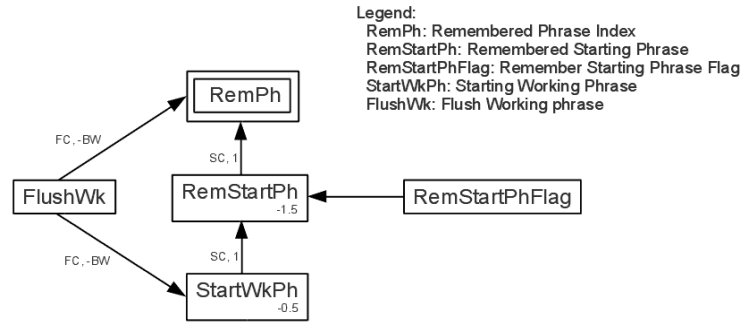 Legend:
RemPh: Remembered Phrase Index
RemStartPh: Remembered Starting Phrase
RemStartPhFlag: Remember Starting Phrase Flag
StartWkPh: Starting Working Phrase
FlushWk: Flush Working phrase
RemPh
FC, -BW
SC, 1
FlushWk
RemStartPh
-1.5
RemStartPhFlag
FC, -BW
SC, 1
StartWkPh
-0.5